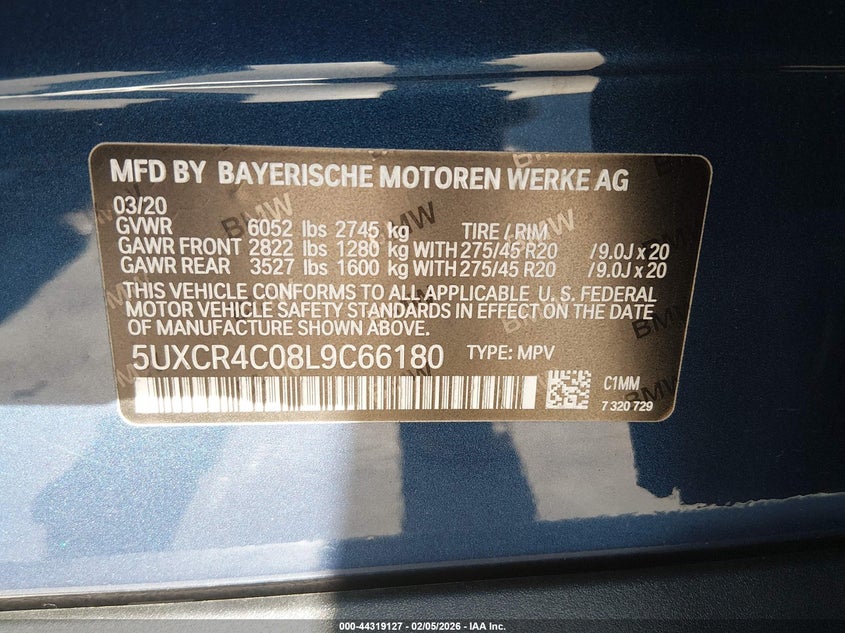 MFD BY BAYERISCHE MOTOREN WERKE AG
03/20
GVWR 6052 lbs 2745 kg TIRE / RIM
GAWR FRONT 2822 lbs 1280 kg WITH 275/45 R20 /9.0J x 20
GAWR REAR 3527 lbs 1600 kg WITH 275/45 R20 /9.0J x 20
THIS VEHICLE CONFORMS TO ALL APPLICABLE U. S. FEDERAL
MOTOR VEHICLE SAFETY STANDARDS IN EFFECT ON THE DATE
OF MANUFACTURE SHOWN ABOVE.
5UXCR4C08L9C66180 TYPE: MPV
C1MM
7 320 729
000-44319127 - 02/05/2026 - IAA Inc.